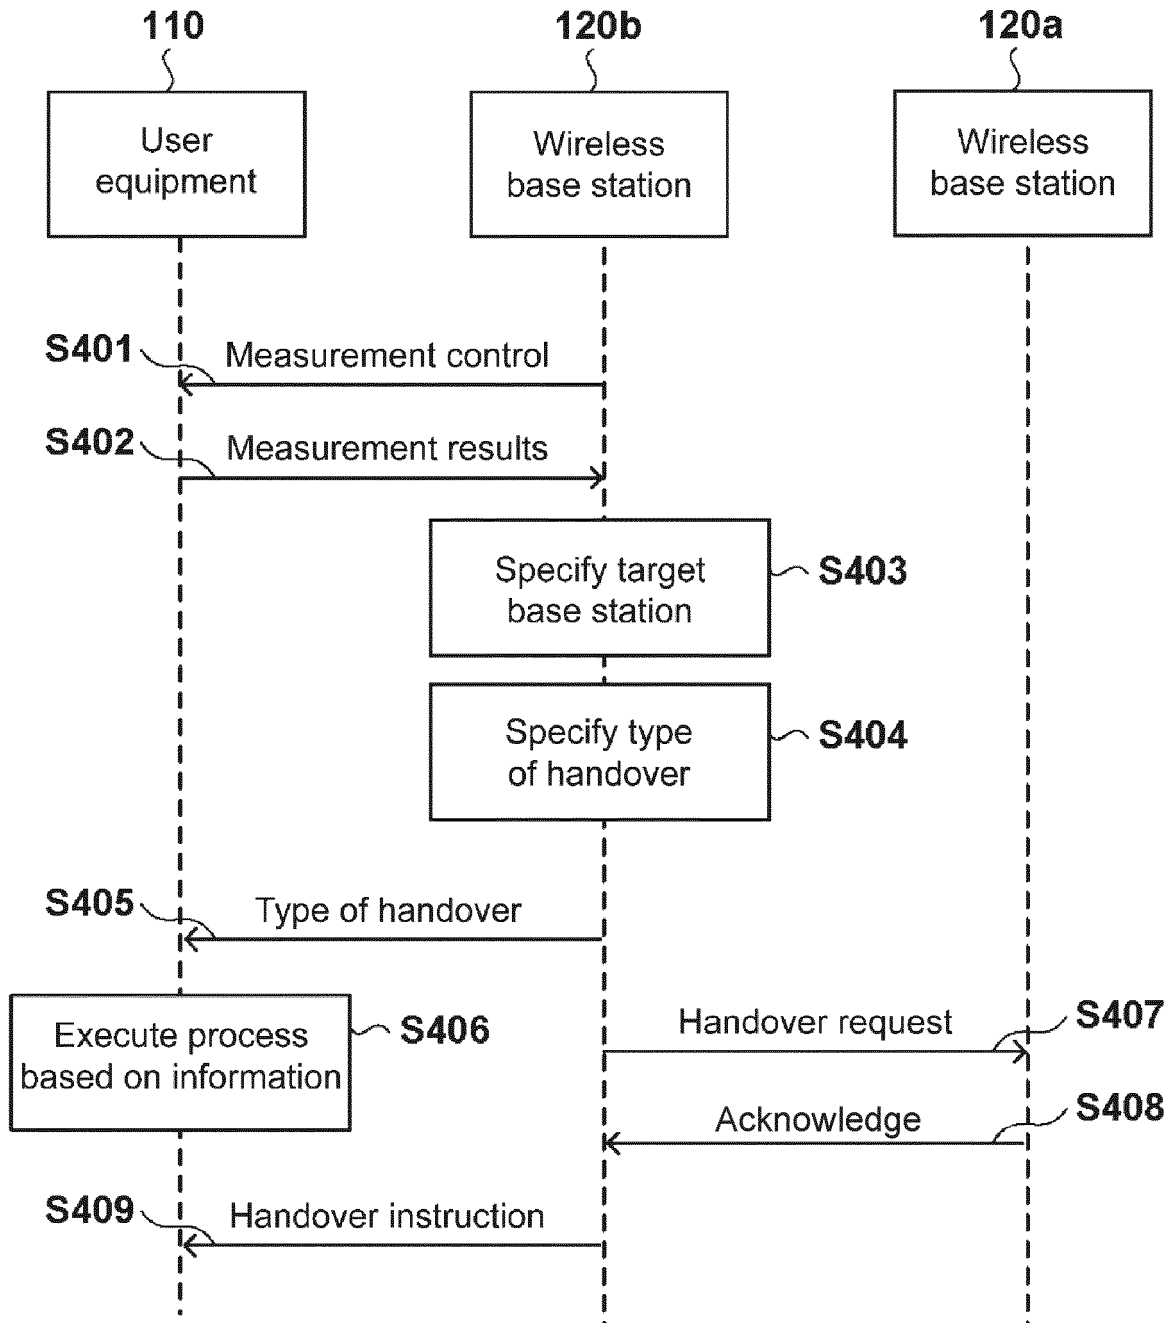 110
120b
120a
User
equipment
Wireless
base station
Wireless
base station
S401
Measurement control
S402
Measurement results
Specify target
base station
S403
Specify type
of handover
S404
S405
Type of handover
Execute process
based on information
S406
Handover request
S407
Acknowledge
S408
S409
Handover instruction